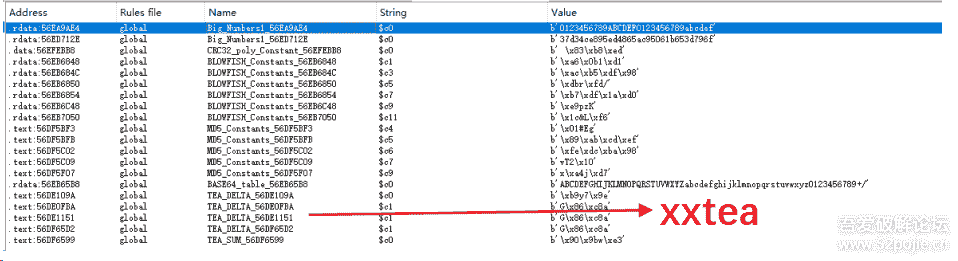 Address Rules file Name String Value
.rdata:56EA9AE4 global Big_Numbers1_56EA9AE4 $c0 b'0123456789ABCDEF0123456789abcdef'
.rdata:56ED712E global Big_Numbers1_56ED712E $c0 b'37d34ce895ed4865ac95061b653d796f'
.data:56EFEBB8 global CRC32_poly_Constant_56EFEBB8 $c0 b' \x83\xb8\xed'
.rdata:56EB6848 global BLOWFISH_Constants_56EB6848 $c1 b'\xa6\x0b1\xd1'
.rdata:56EB684C global BLOWFISH_Constants_56EB684C $c3 b'\xac\xb5\xdf\x98'
.rdata:56EB6850 global BLOWFISH_Constants_56EB6850 $c5 b'\xdbr\xfd/'
.rdata:56EB6854 global BLOWFISH_Constants_56EB6854 $c7 b'\xb7\xdf\x1a\xd0'
.rdata:56EB6C48 global BLOWFISH_Constants_56EB6C48 $c9 b'\xe9pzK'
.rdata:56EB7050 global BLOWFISH_Constants_56EB7050 $c11 b'\x1c&L\xf6'
.text:56DF5BF3 global MD5_Constants_56DF5BF3 $c4 b'\x01#Eg'
.text:56DF5BFB global MD5_Constants_56DF5BFB $c5 b'\x89\xab\xcd\xef'
.text:56DF5C02 global MD5_Constants_56DF5C02 $c6 b'\xfe\xdc\xba\x98'
.text:56DF5C09 global MD5_Constants_56DF5C09 $c7 b'vT2\x10'
.text:56DF5F07 global MD5_Constants_56DF5F07 $c9 b'x\xa4j\xd7'
.rdata:56EB65B8 global BASE64_table_56EB65B8 $c0 b'ABCDEFGHIJKLMNOPQRSTUVWXYZabcdefghijklmnopqrstuvwxyz0123456789+/'
.text:56DE109A global TEA_DELTA_56DE109A $c0 b'\xb9y7\x9e'
.text:56DE0FBA global TEA_DELTA_56DE0FBA $c1 b'G\x86\xc8a'
.text:56DE1151 global TEA_DELTA_56DE1151 $c1 b'G\x86\xc8a'
.text:56DF65D2 global TEA_DELTA_56DF65D2 $c1 b'G\x86\xc8a'
.text:56DF6599 global TEA_SUM_56DF6599 $c0 b'\x90\x9bw\xe3'
xxtea
吾爱破解论坛
www.52pojie.cn